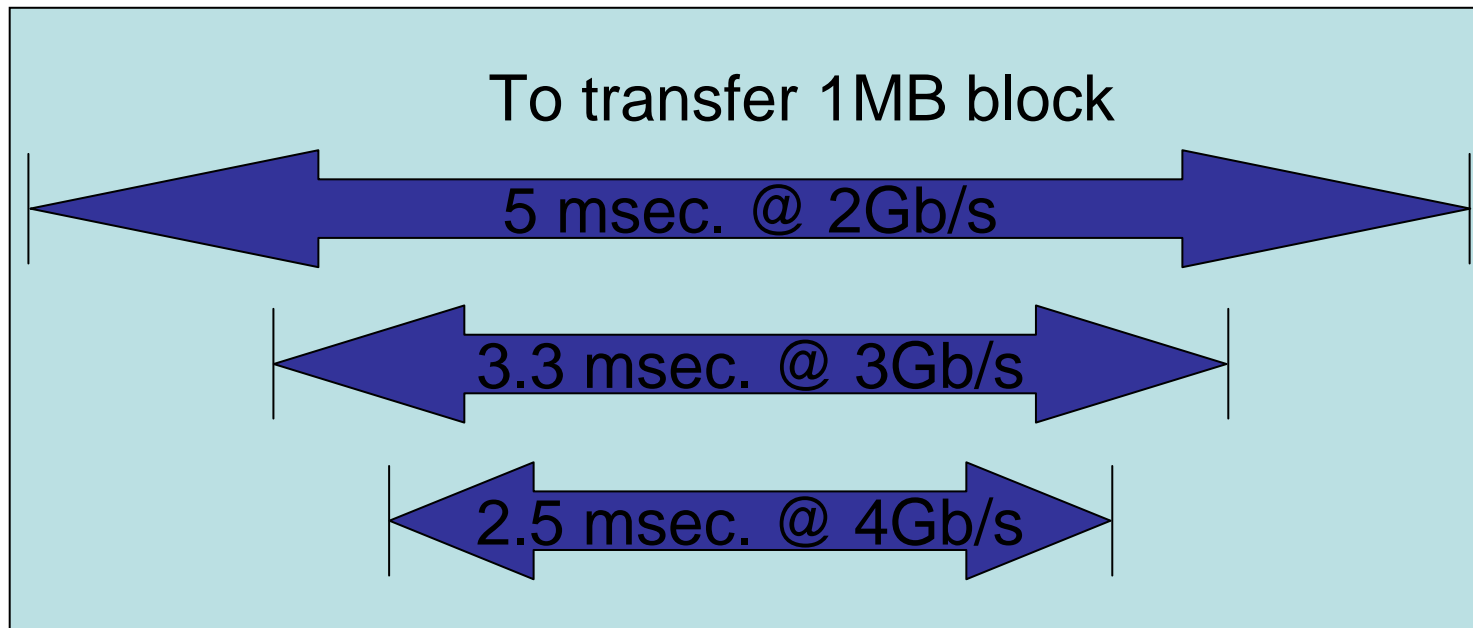 To transfer 1MB block
5 msec. @ 2Gb/s
3.3 msec. @ 3Gb/s
2.5 msec. @ 4Gb/s